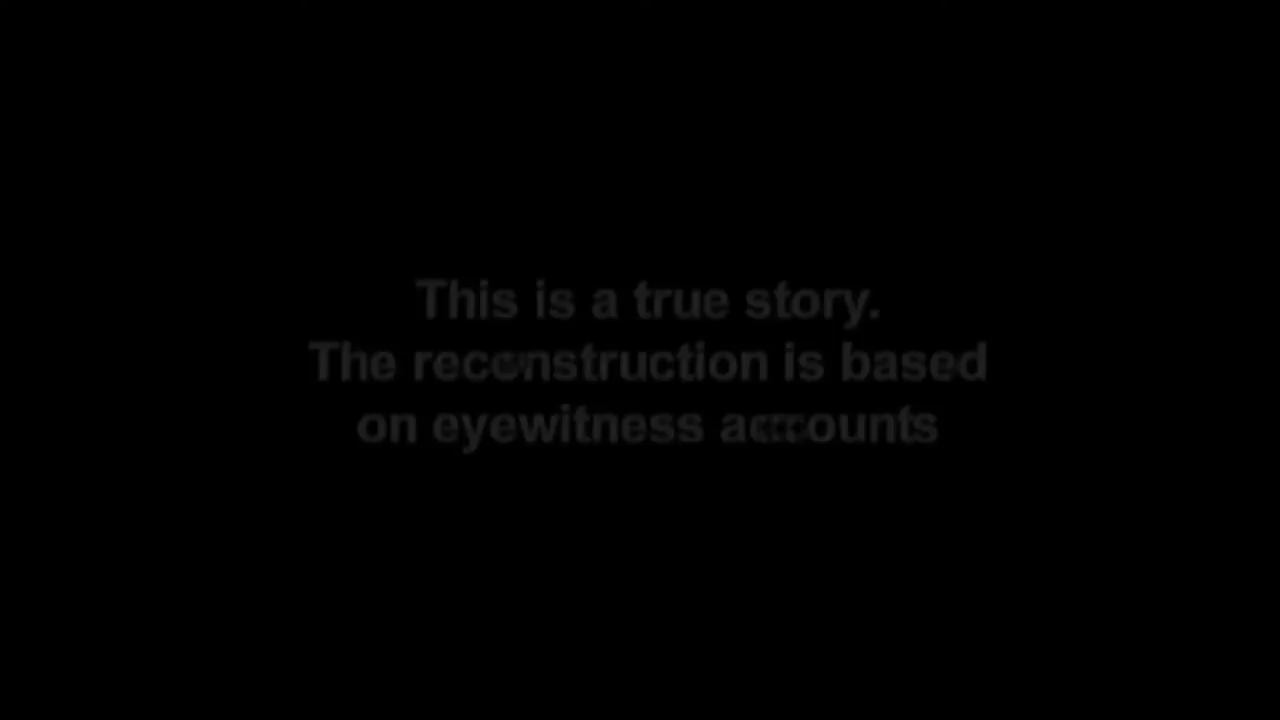 This is a true story.
The reconstruction is based
on eyewitness accounts